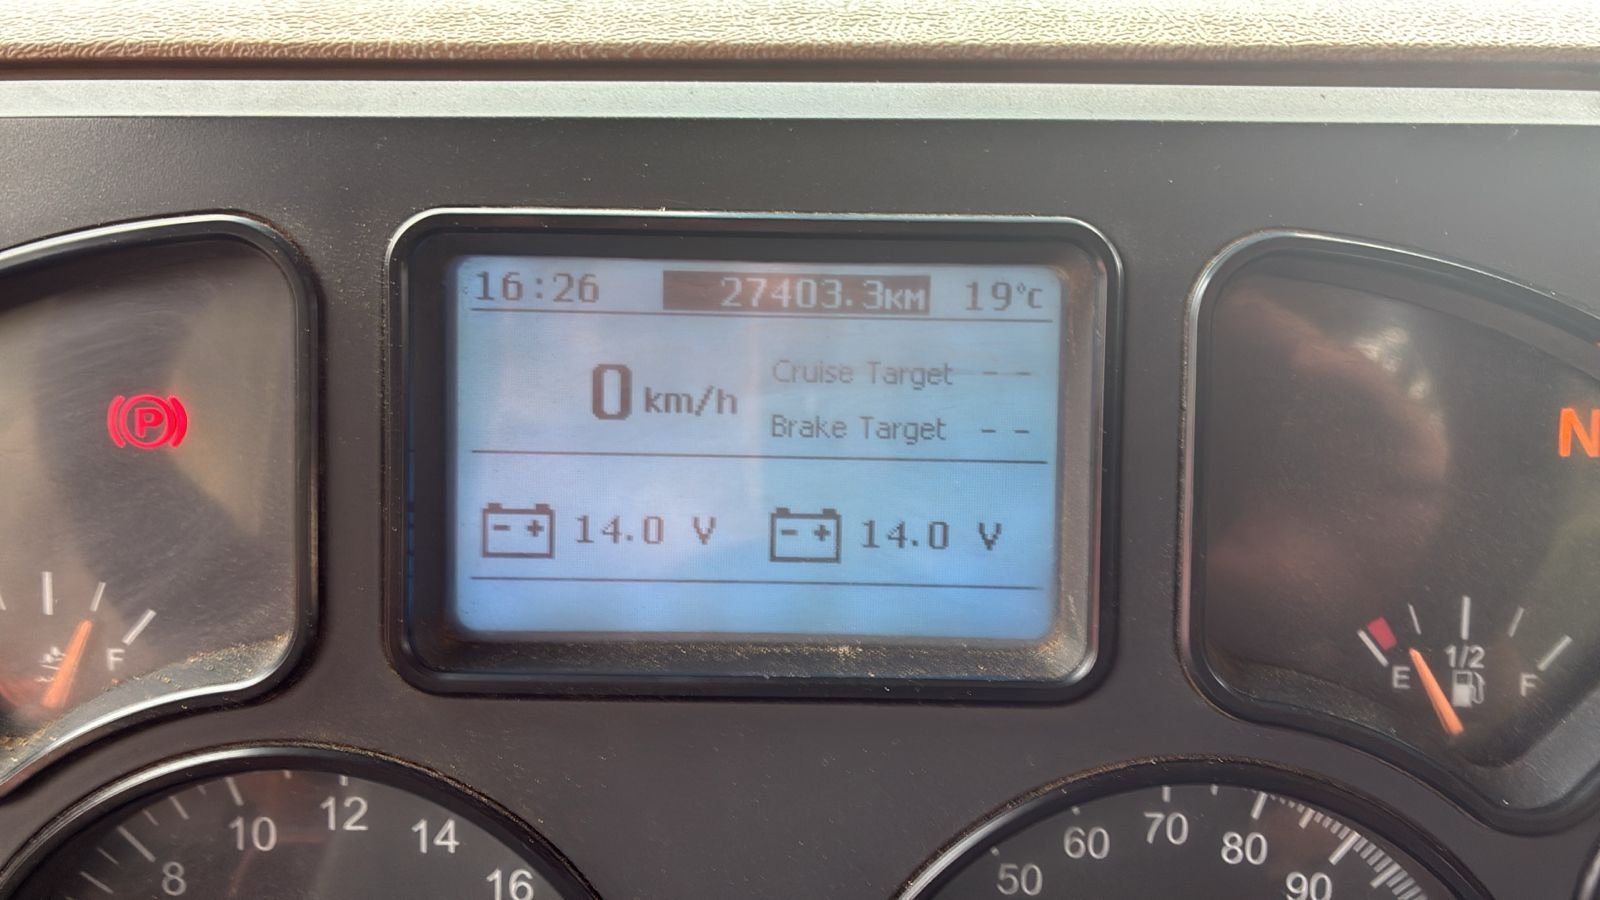 16:26 27403.3KM 19°C
0 km/h
Cruise Target - -
Brake Target - -
- + 14.0 V - + 14.0 V
P
N
F
E 1/2 F
8 10 12 14 16
50 60 70 80 90